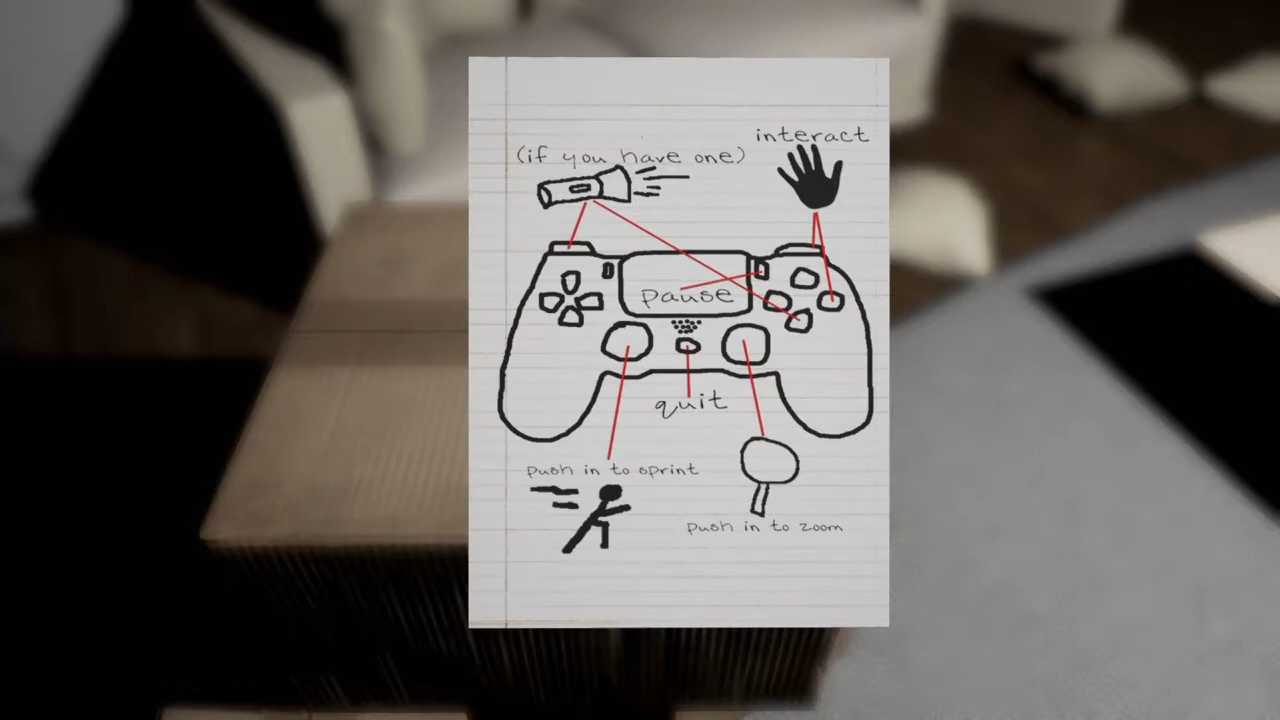 interact
(if you have one)
pause
quit
push in to sprint
push in to zoom